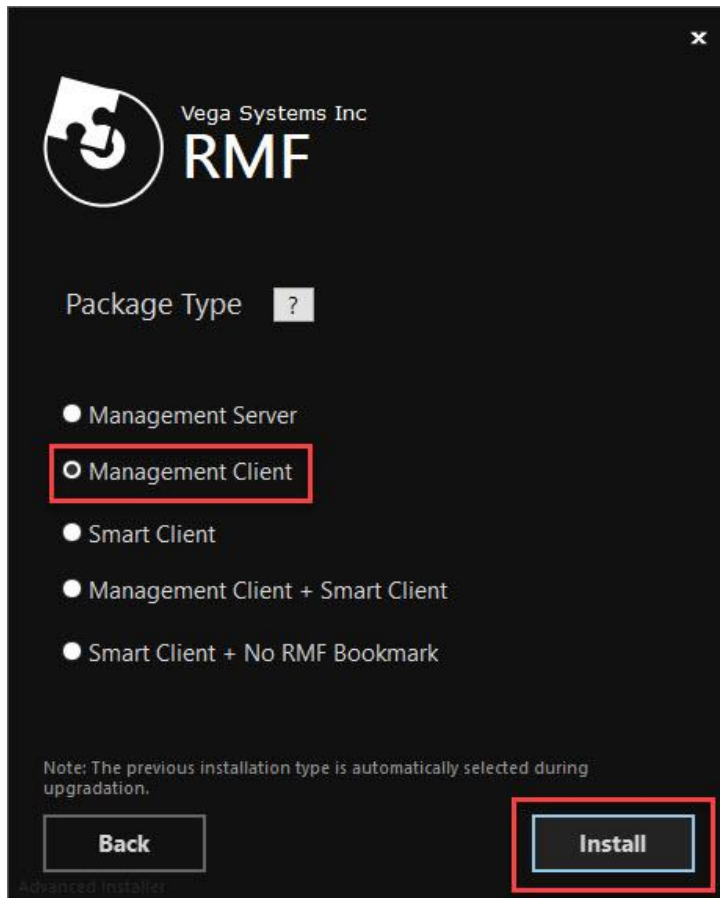 x
Vega Systems Inc
RMF
Package Type ?
Management Server
Management Client
Smart Client
Management Client + Smart Client
Smart Client + No RMF Bookmark
Note: The previous installation type is automatically selected during
upgradation.
Back Install
Advanced Installer